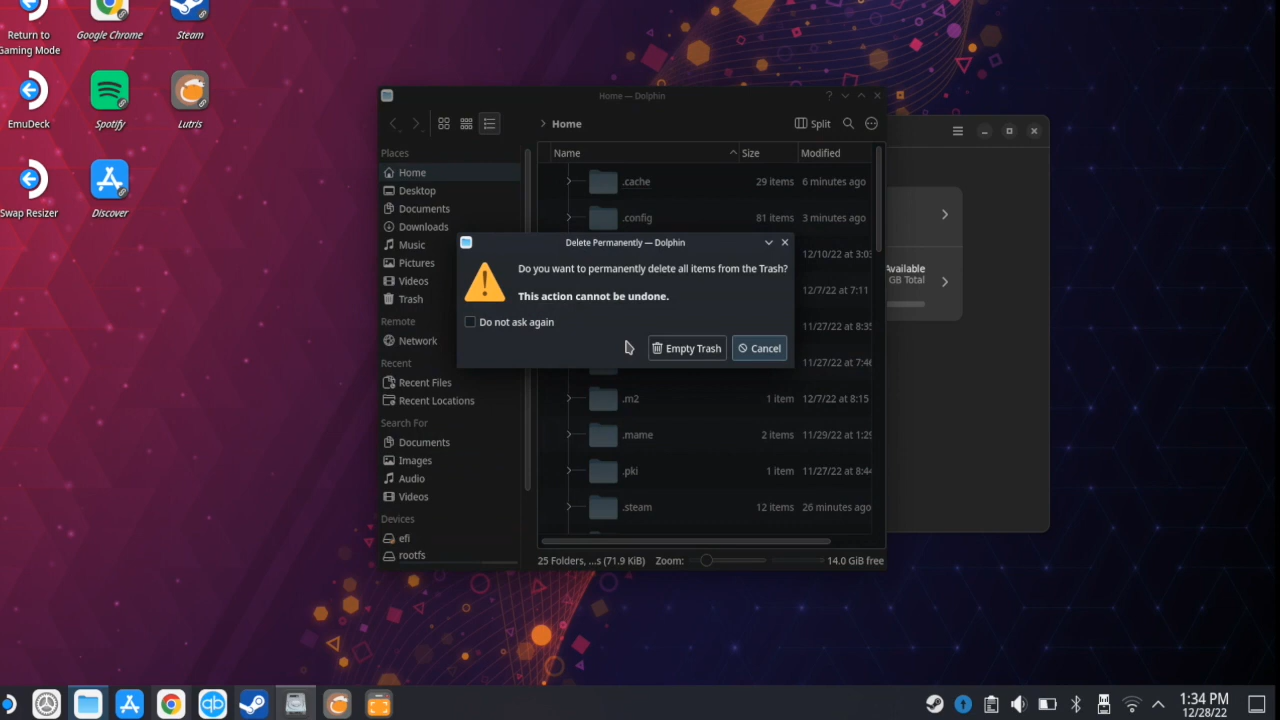 Return to
Gaming Mode
Google Chrome
Steam
EmuDeck
Spotify
Lutris
Swap Resizer
Discover
Home — Dolphin
Home
Split
Places
Home
Desktop
Documents
Downloads
Music
Pictures
Videos
Trash
Remote
Network
Recent
Recent Files
Recent Locations
Search For
Documents
Images
Audio
Videos
Devices
efi
rootfs
Name Size Modified
.cache 29 items 6 minutes ago
.config 81 items 3 minutes ago
12/10/22 at 3:03
12/7/22 at 7:11
11/27/22 at 8:35
11/27/22 at 7:46
.m2 1 item 12/7/22 at 8:15
.mame 2 items 11/29/22 at 1:29
.pki 1 item 11/27/22 at 8:44
.steam 12 items 26 minutes ago
25 Folders, ...s (71.9 KiB) Zoom: 14.0 GiB free
Delete Permanently — Dolphin
Do you want to permanently delete all items from the Trash?
This action cannot be undone.
Do not ask again
Empty Trash
Cancel
Available
GB Total
1:34 PM
12/28/22